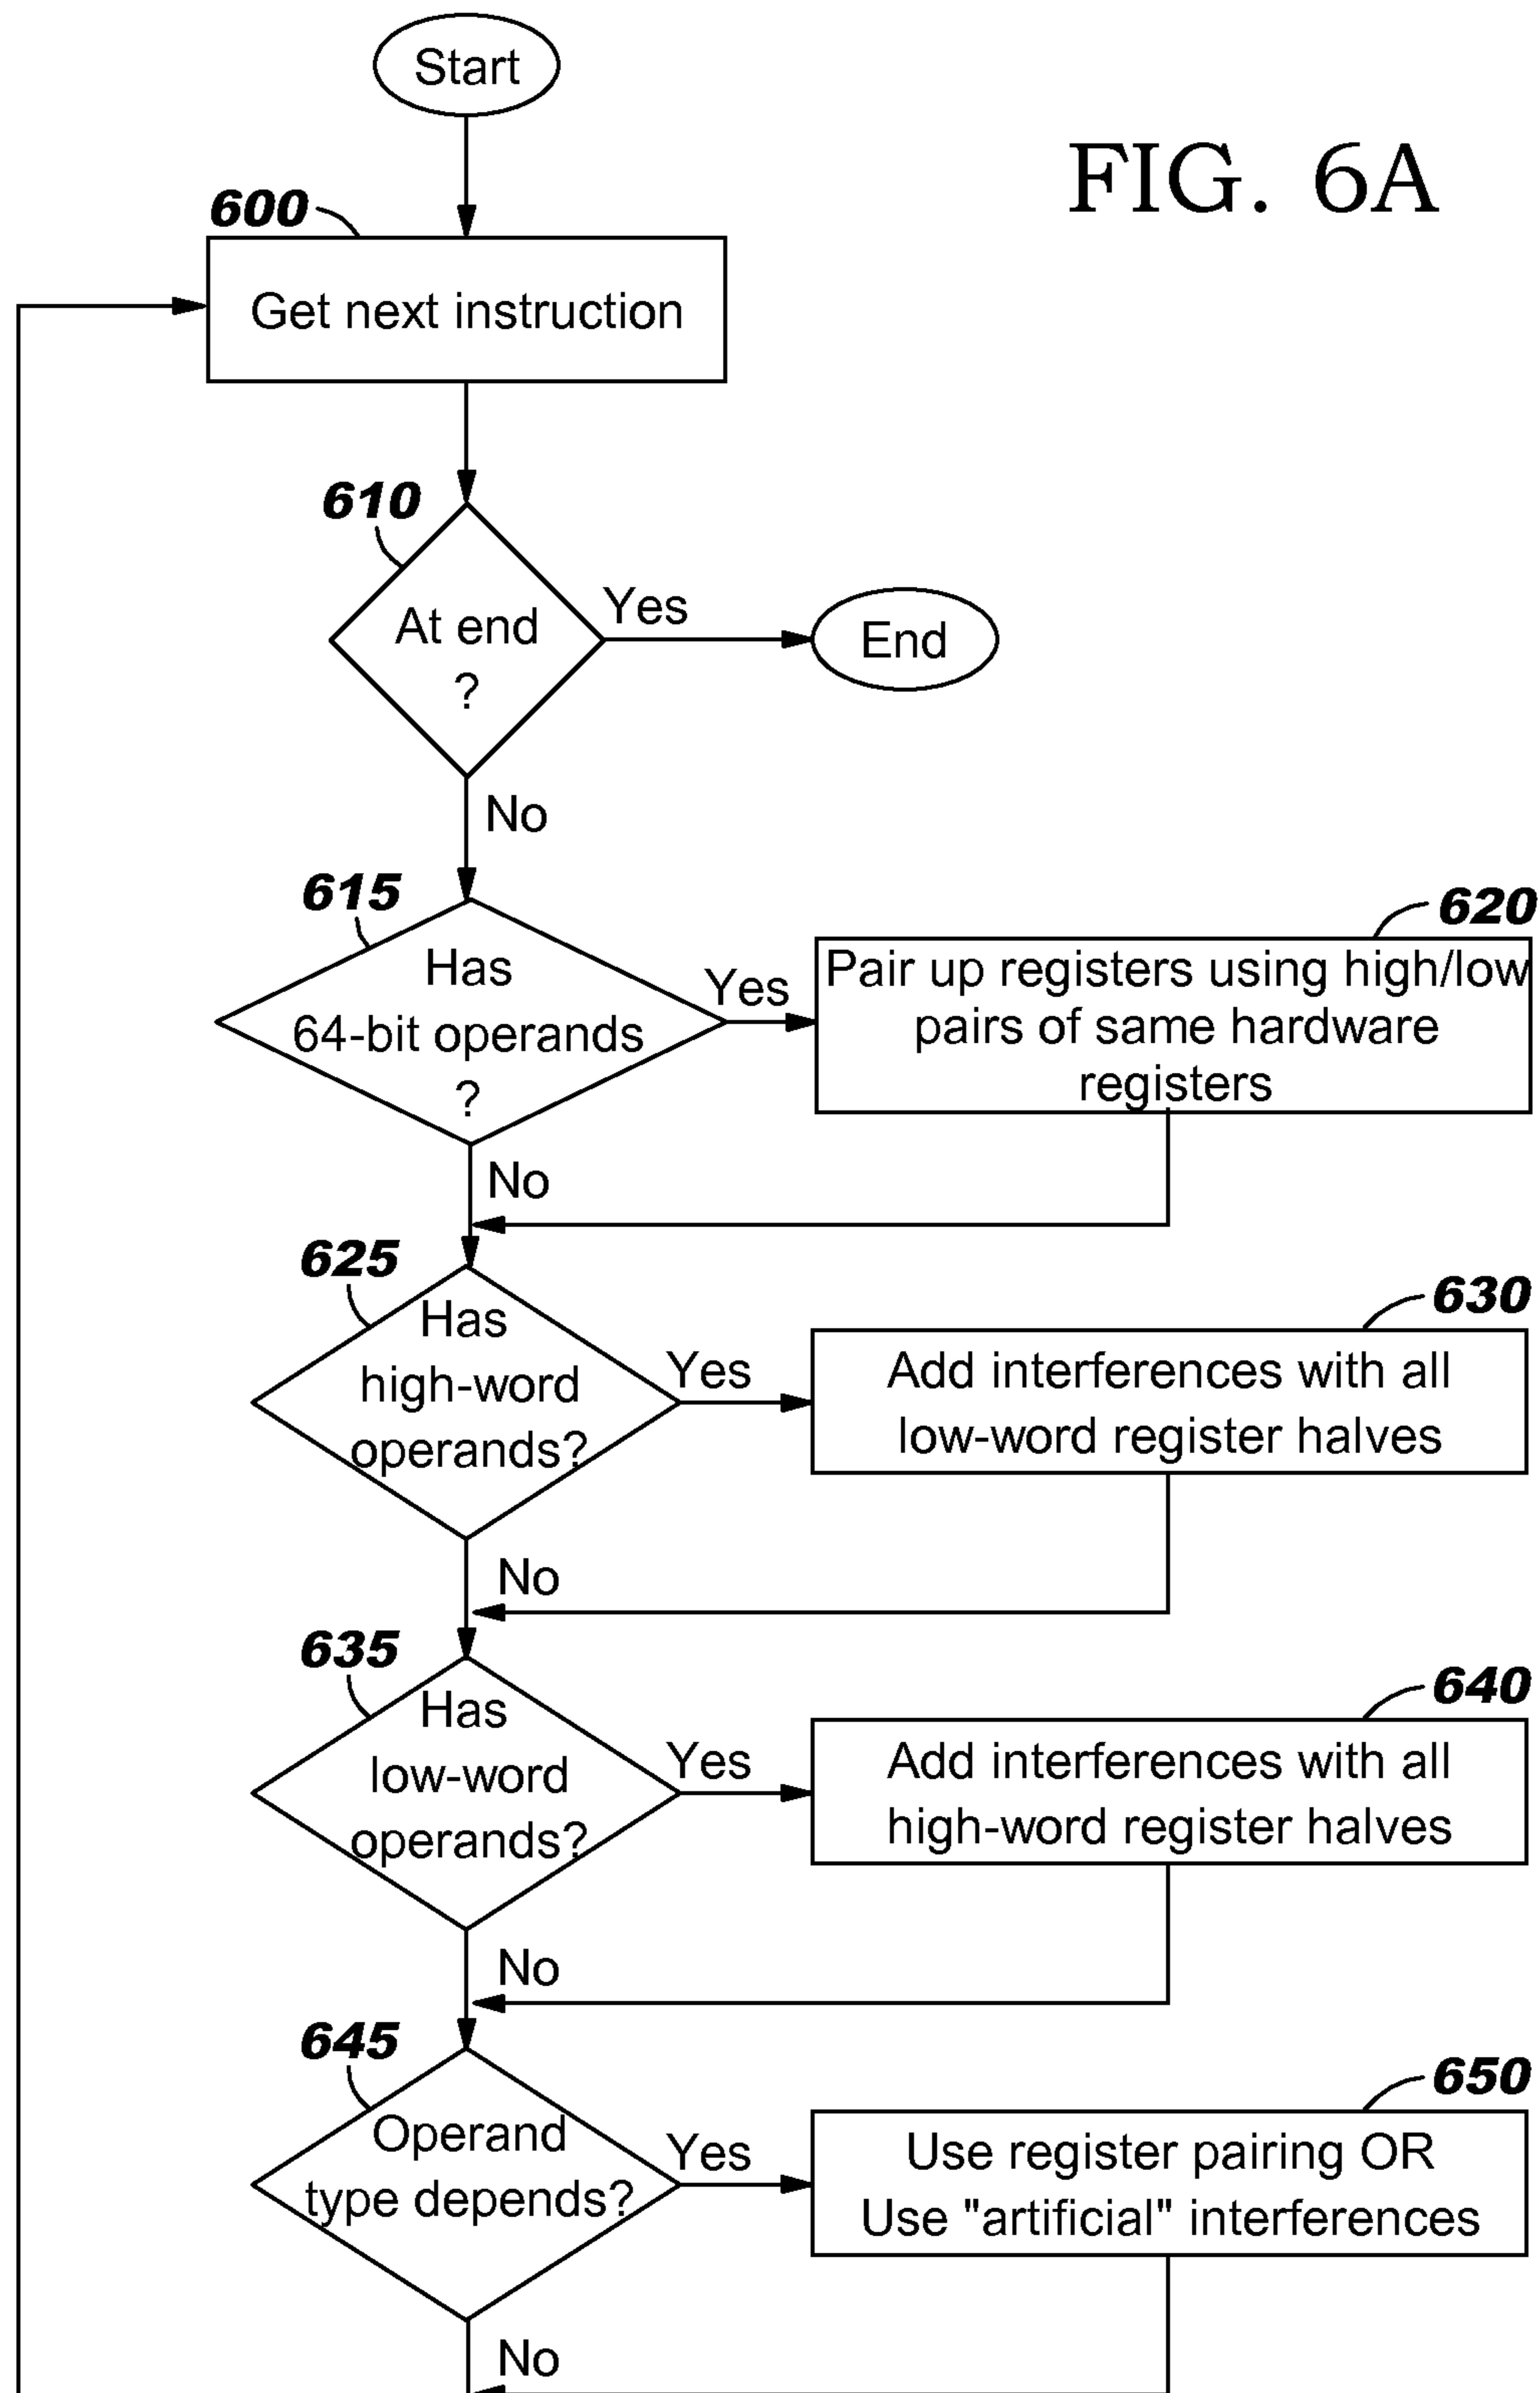 Start
FIG. 6A
600
Get next instruction
610
At end
?
Yes
End
No
615
Has
64-bit operands
?
Yes
620
Pair up registers using high/low
pairs of same hardware
registers
No
625
Has
high-word
operands?
Yes
630
Add interferences with all
low-word register halves
No
635
Has
low-word
operands?
Yes
640
Add interferences with all
high-word register halves
No
645
Operand
type depends?
Yes
650
Use register pairing OR
Use "artificial" interferences
No